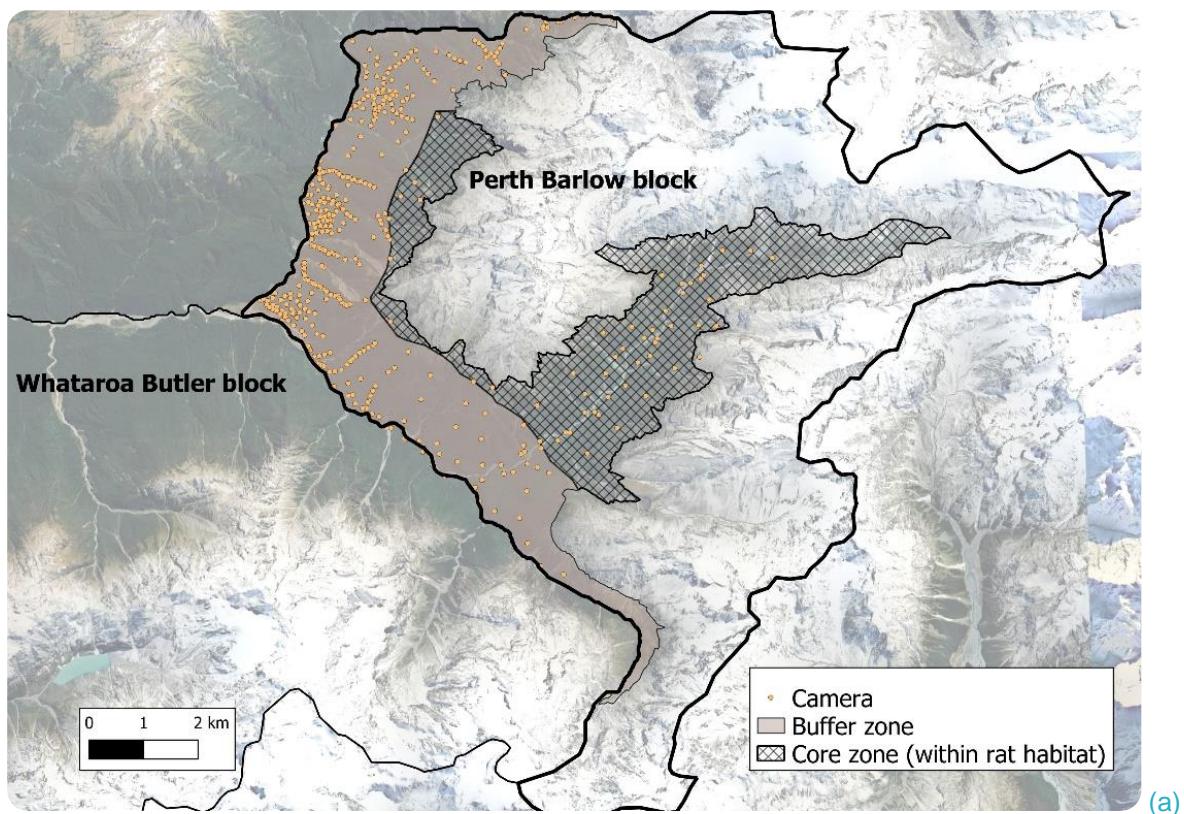 Perth Barlow block
Whataroa Butler block
0 1 2 km
Camera
Buffer zone
Core zone (within rat habitat)
(a)